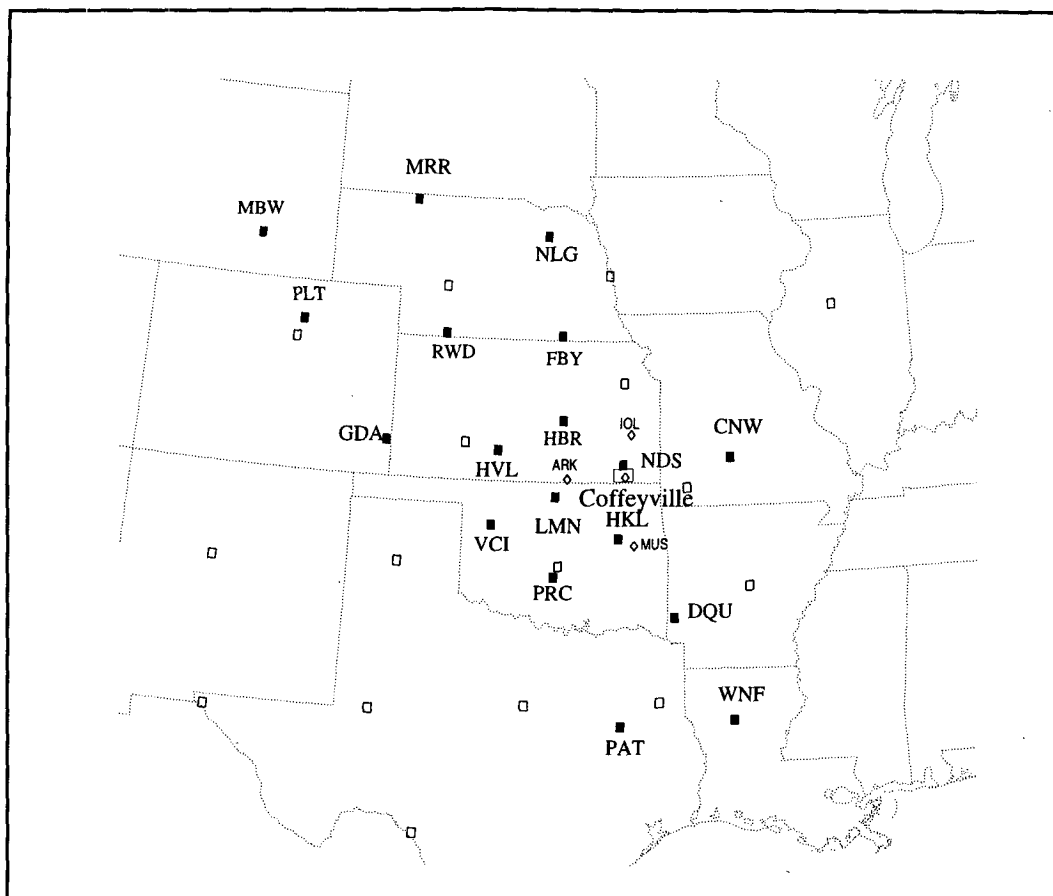 MRR
MBW
NLG
PLT
RWD
FBY
GDA
HVL
HBR
IOL
CNW
ARK
NDS
Coffeyville
LMN
HKL
VCI
MUS
PRC
DQU
WNF
PAT